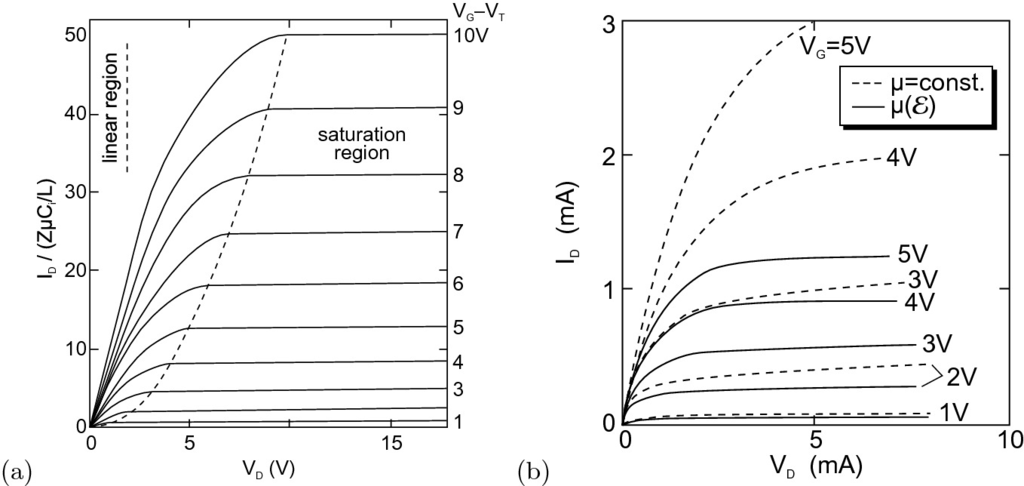 V_G–V_T
50
40
30
20
10
0
10V
9
8
7
6
5
4
3
1
linear region
saturation
region
I_D / (ZμC_i/L)
0
5
10
15
V_D (V)
(a)
3
2
1
0
I_D (mA)
V_G=5V
μ=const.
μ(ℰ)
4V
5V
3V
4V
3V
2V
1V
0
5
10
V_D (mA)
(b)